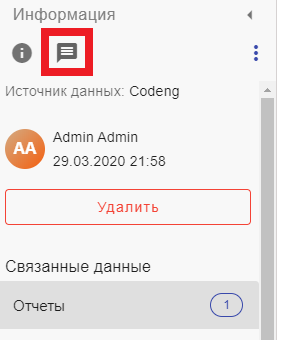 Информация
Источник данных: Codeng
AA
Admin Admin
29.03.2020 21:58
Удалить
Связанные данные
Отчеты 1